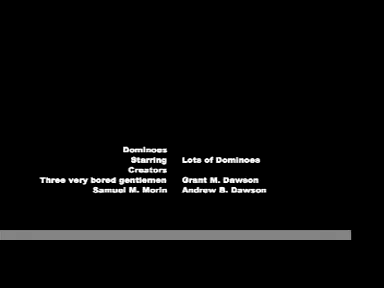 Dominoes
Starring Lots of Dominoes
Creators
Three very bored gentlemen Grant M. Dawson
Samuel M. Morin Andrew B. Dawson